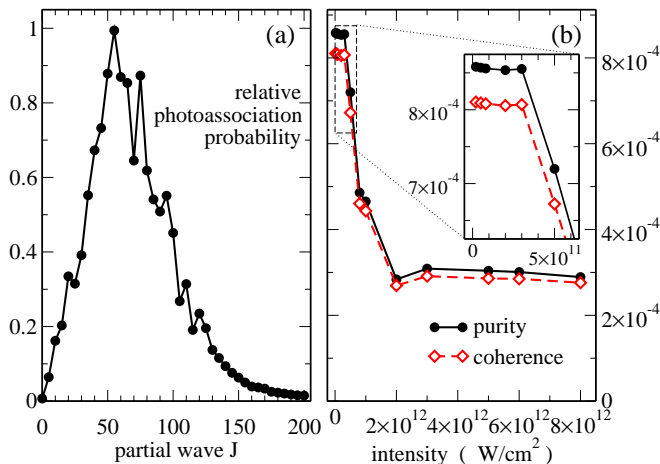 (a)
relative
photoassociation
probability
1
0.8
0.6
0.4
0.2
0
0 50 100 150 200
partial wave J
(b)
8×10⁻⁴
6×10⁻⁴
4×10⁻⁴
2×10⁻⁴
0
8×10⁻⁴
7×10⁻⁴
0 5×10¹¹
purity
coherence
0 2×10¹² 4×10¹² 6×10¹² 8×10¹²
intensity ( W/cm²)